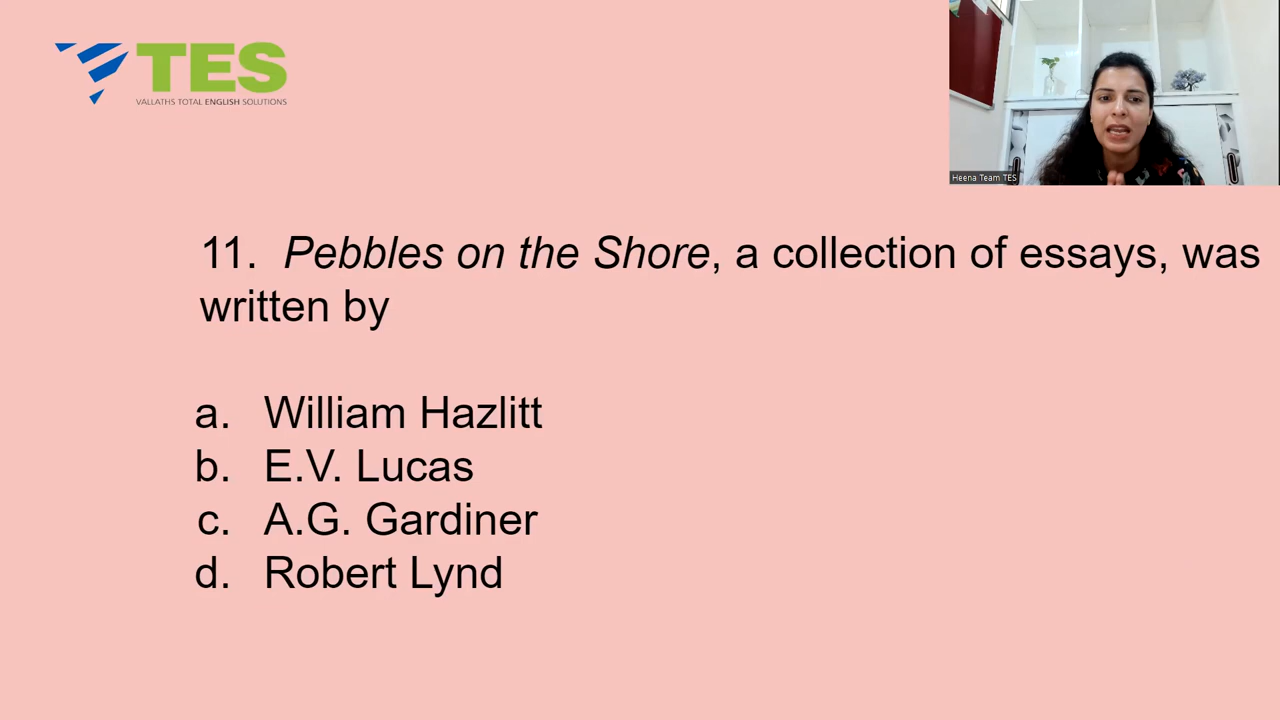 TES
VALLATHS TOTAL ENGLISH SOLUTIONS
Heena Team TES
11. Pebbles on the Shore, a collection of essays, was
written by
a. William Hazlitt
b. E.V. Lucas
c. A.G. Gardiner
d. Robert Lynd